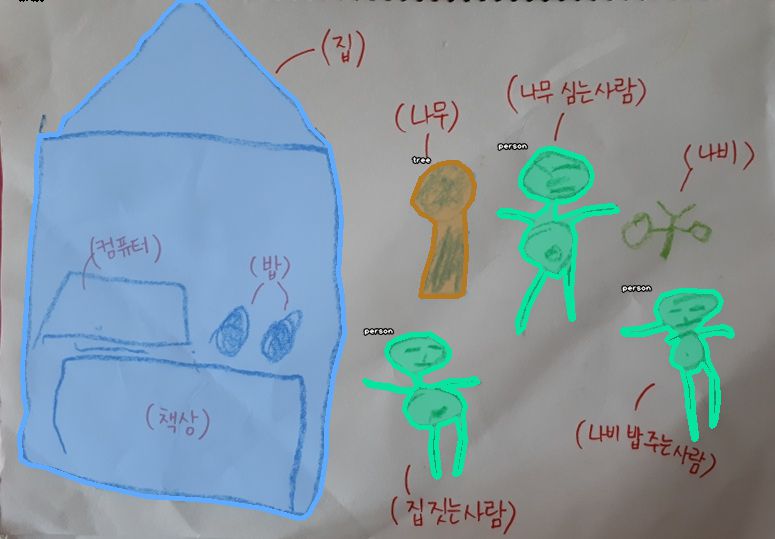 (집)
(나무 심는사람)
(나무)
tree
person
(나비)
(컴퓨터)
(밥)
person
person
(책상)
(나비 밥주는사람)
(집 짓는사람)